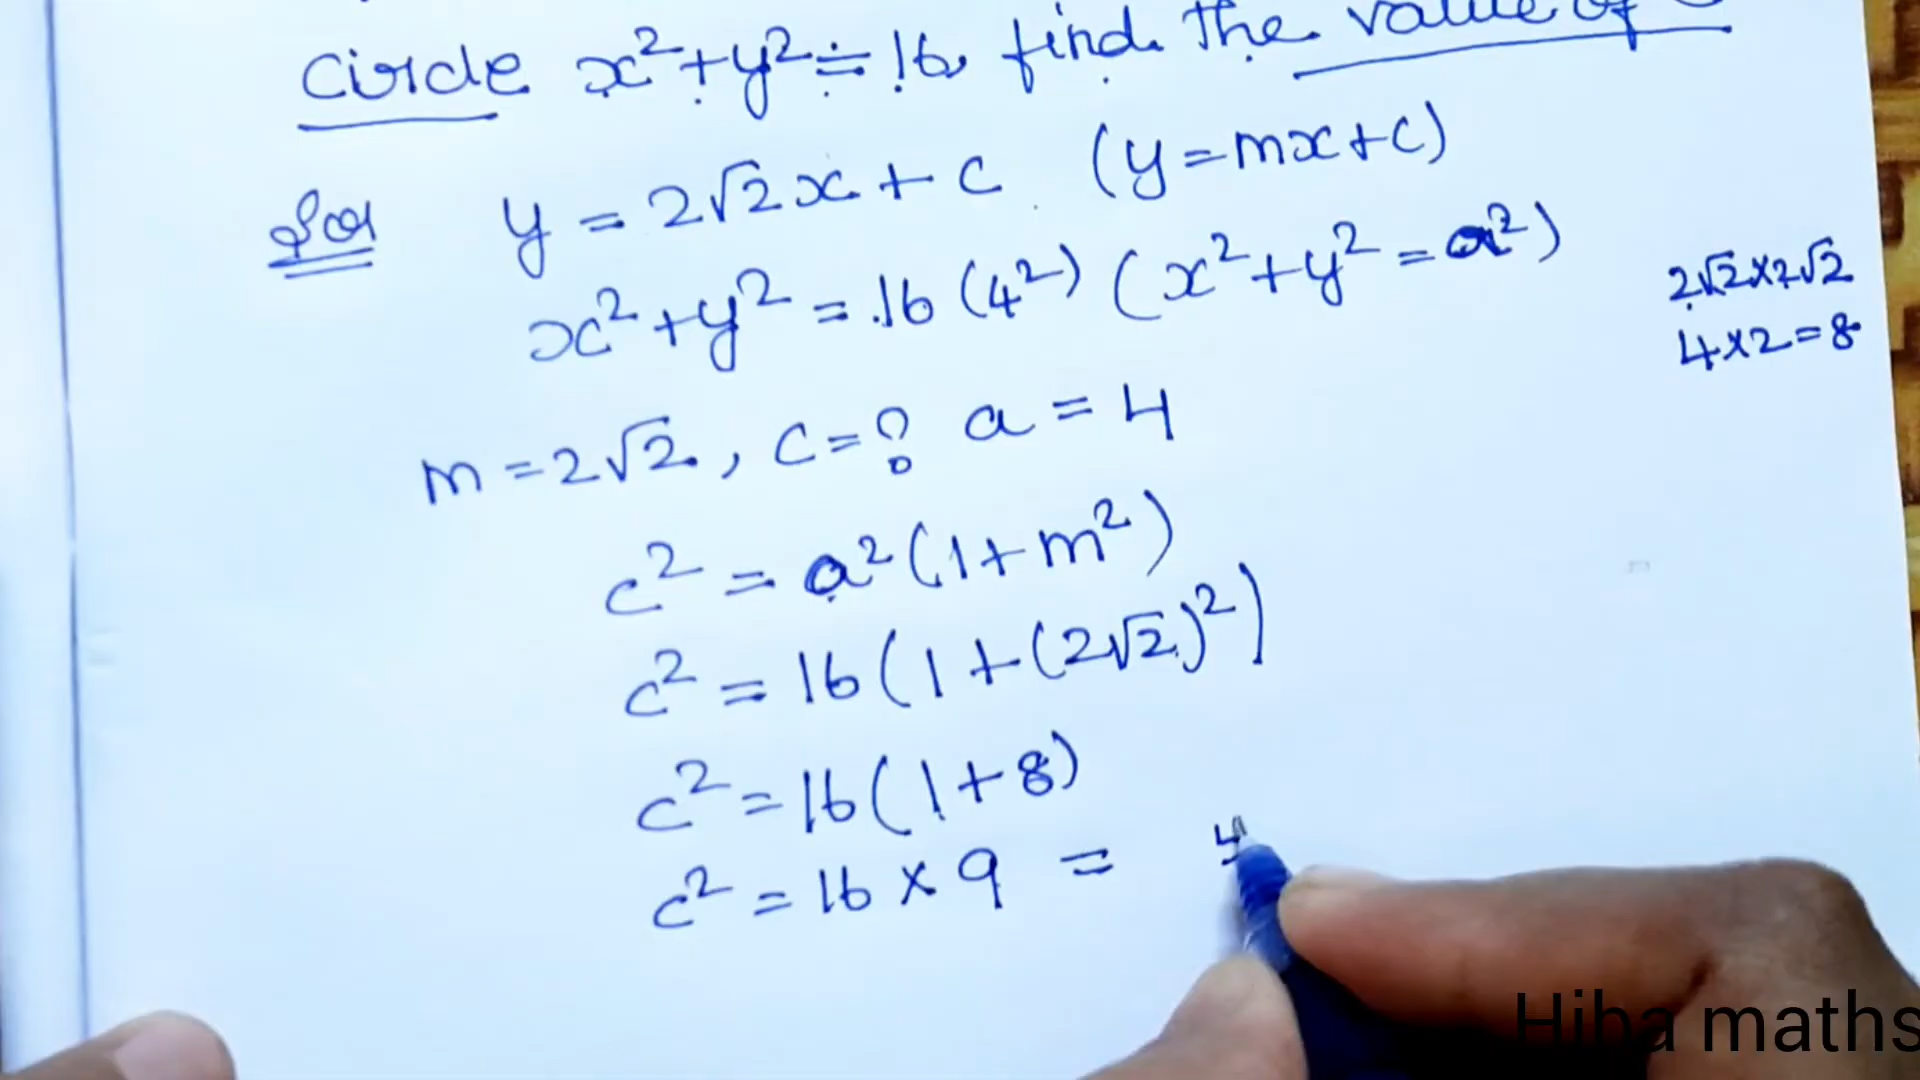 circle x²+y²=16, find the value of
Sol y = 2√2x + c (y=mx+c)
x²+y² = 16 (4²) (x²+y² = a²)
2√2×2√2
4×2=8
m = 2√2, c=? a = 4
c² = a²(1+m²)
c² = 16(1+(2√2)²)
c² = 16(1+8)
c² = 16×9 = 4
Hiba maths